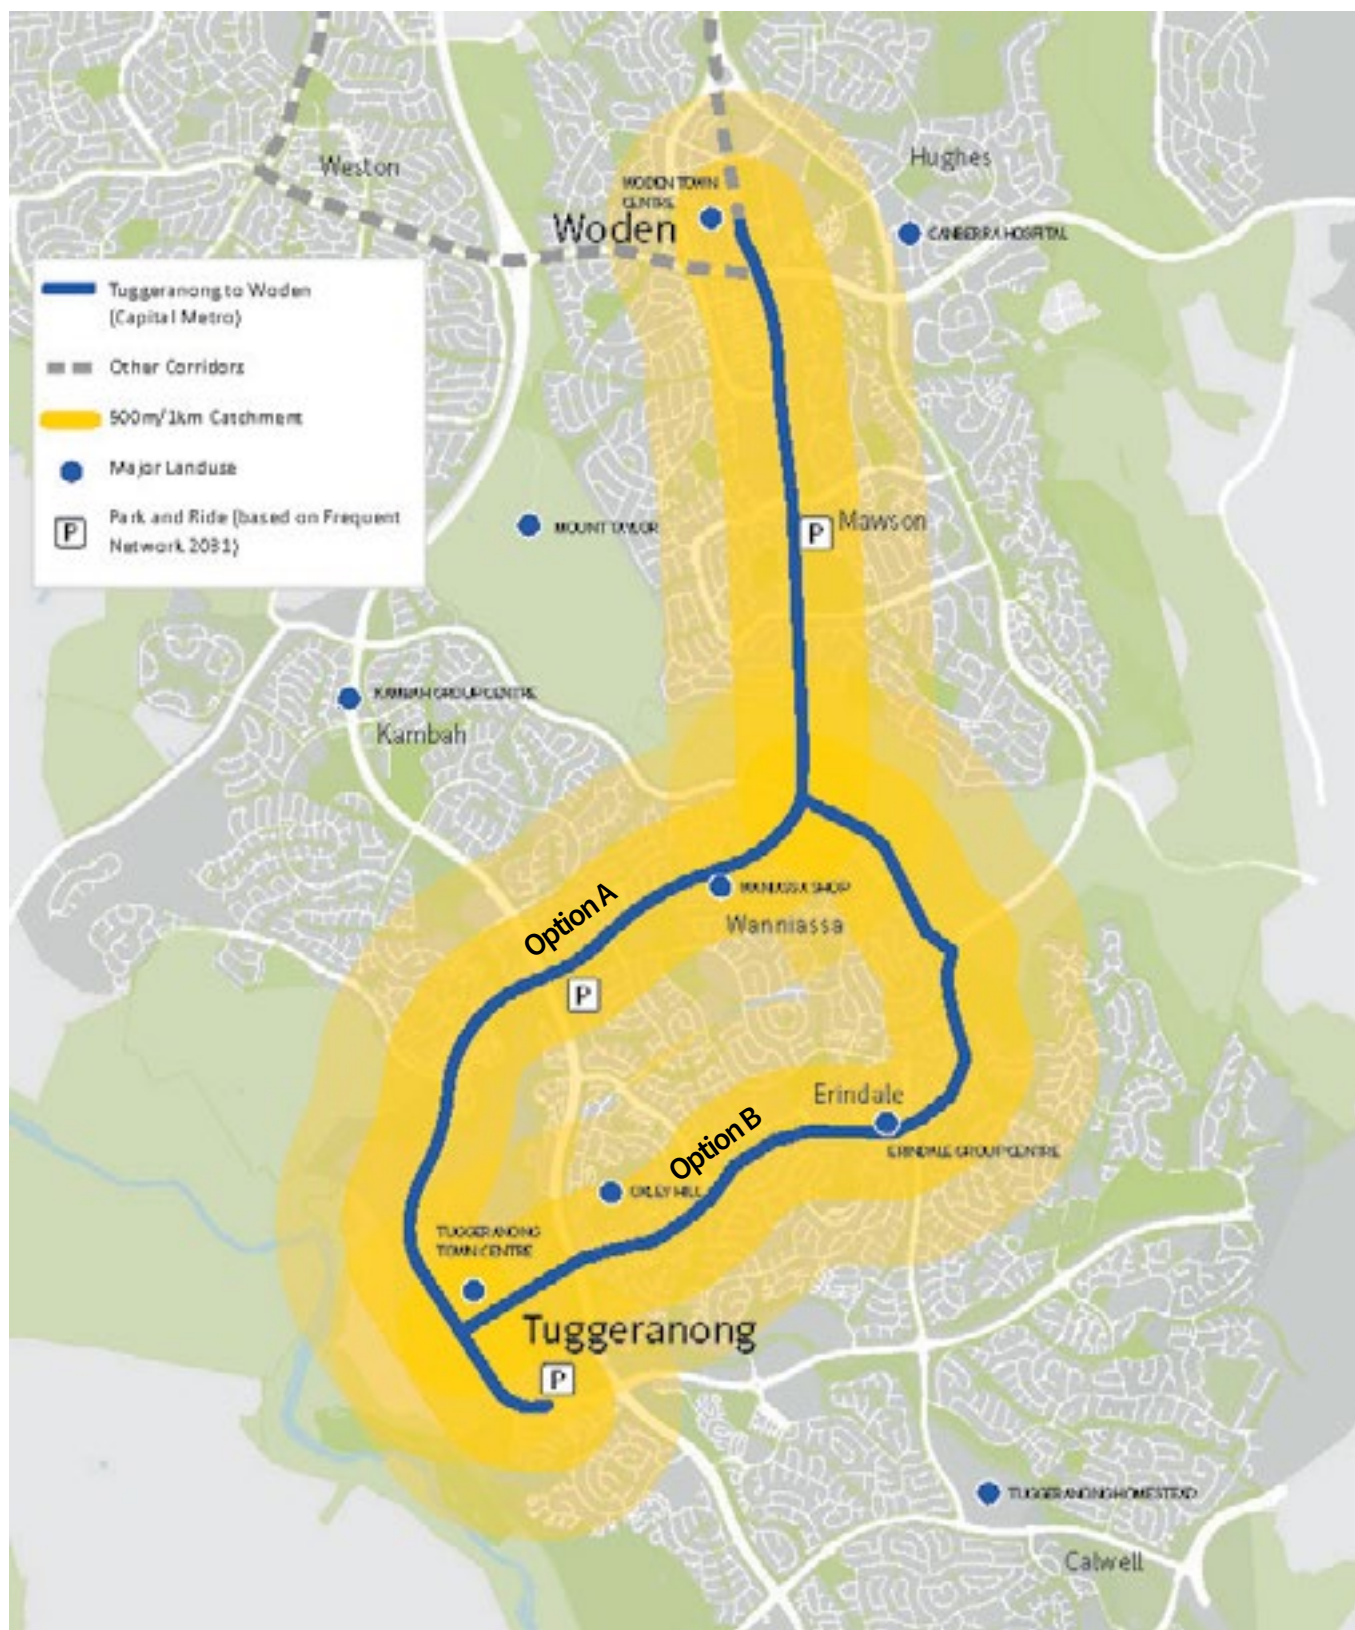 Weston
Hughes
WODEN TOWN
CENTRE
Woden
CANBERRA HOSPITAL
Tuggeranong to Woden
(Capital Metro)
Other Corridors
500m/1km Catchment
Major Landuse
P
Park and Ride (based on Frequent
Network 2031)
MOUNT TAYLOR
P
Mawson
KAMBAH GROUP CENTRE
Kambah
Option A
WANIASSA SHOP
Wanniassa
P
Erindale
Option B
ERINDALE GROUP CENTRE
OXLEY HILL
TUGGERANONG
TOWN CENTRE
Tuggeranong
P
TUGGERANONG HOMESTEAD
Calwell